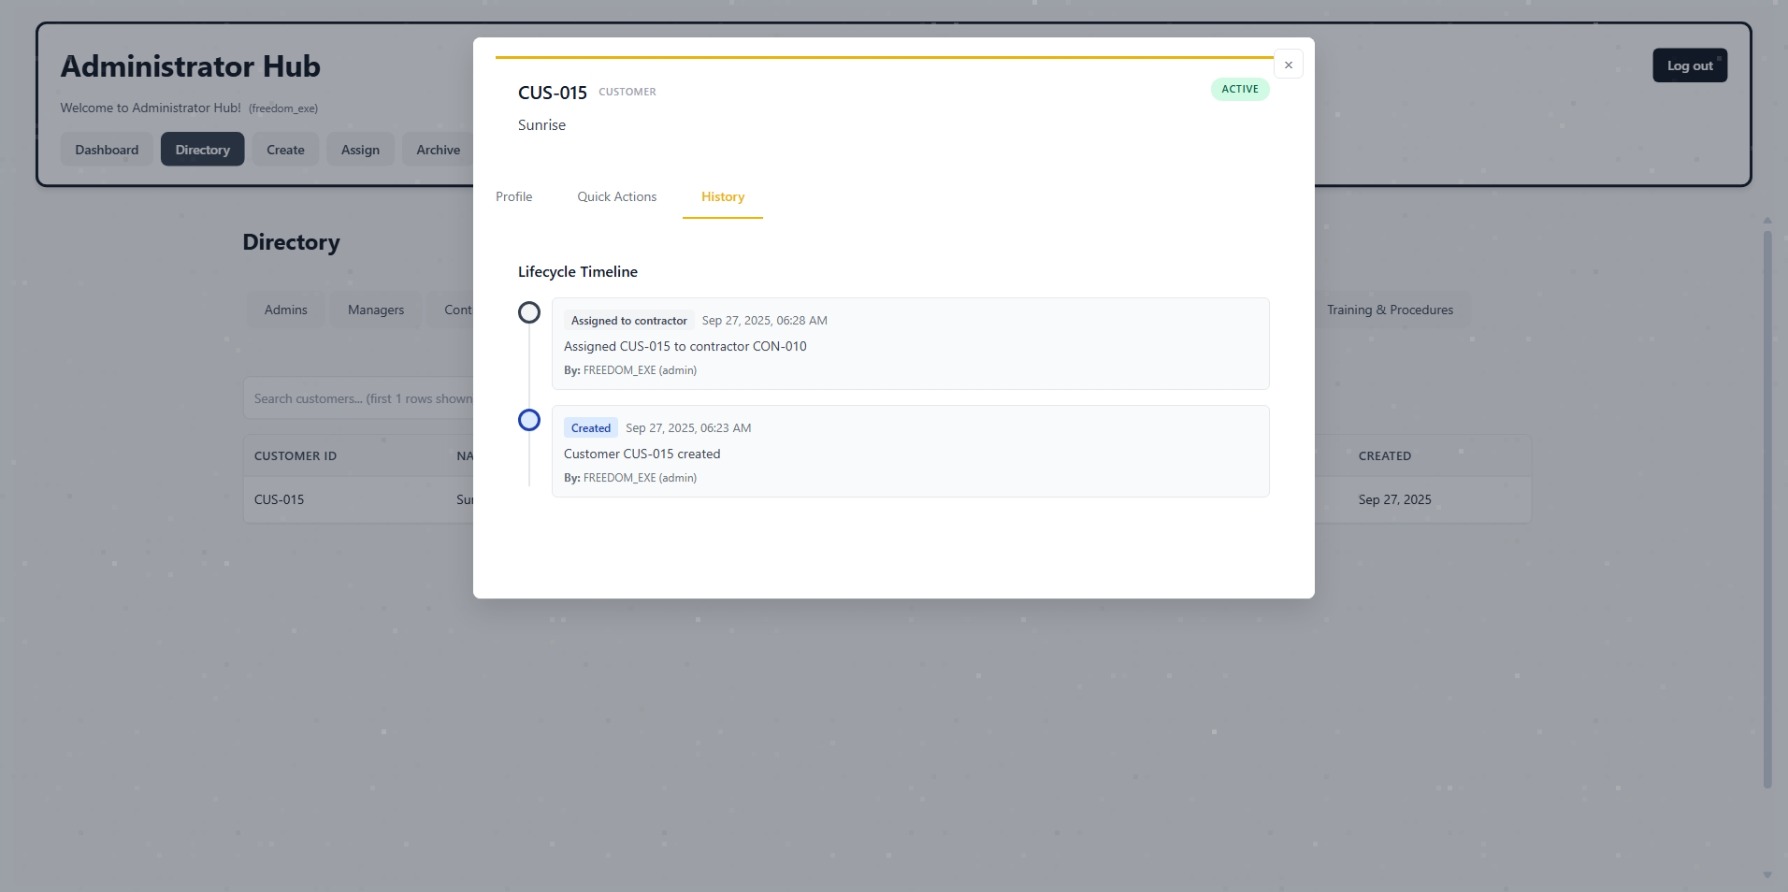 Administrator Hub
Welcome to Administrator Hub! (freedom_exe)
Log out
Dashboard Directory Create Assign Archive
Directory
Admins Managers Training & Procedures
Search customers... (first 1 rows shown
CUSTOMER ID CREATED
CUS-015 Sep 27, 2025
×
CUS-015 CUSTOMER ACTIVE
Sunrise
Profile Quick Actions History
Lifecycle Timeline
Assigned to contractor Sep 27, 2025, 06:28 AM
Assigned CUS-015 to contractor CON-010
By: FREEDOM_EXE (admin)
Created Sep 27, 2025, 06:23 AM
Customer CUS-015 created
By: FREEDOM_EXE (admin)